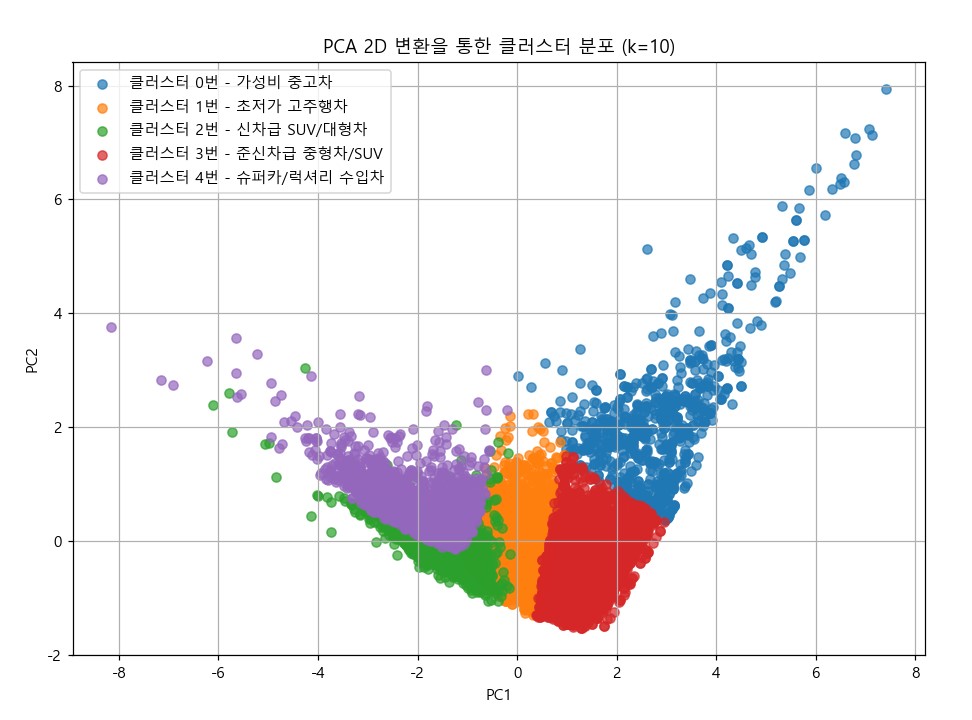 PCA 2D 변환을 통한 클러스터 분포 (k=10)
클러스터 0번 - 가성비 중고차
클러스터 1번 - 초저가 고주행차
클러스터 2번 - 신차급 SUV/대형차
클러스터 3번 - 준신차급 중형차/SUV
클러스터 4번 - 슈퍼카/럭셔리 수입차
8
6
4
2
0
-2
PC2
-8 -6 -4 -2 0 2 4 6 8
PC1